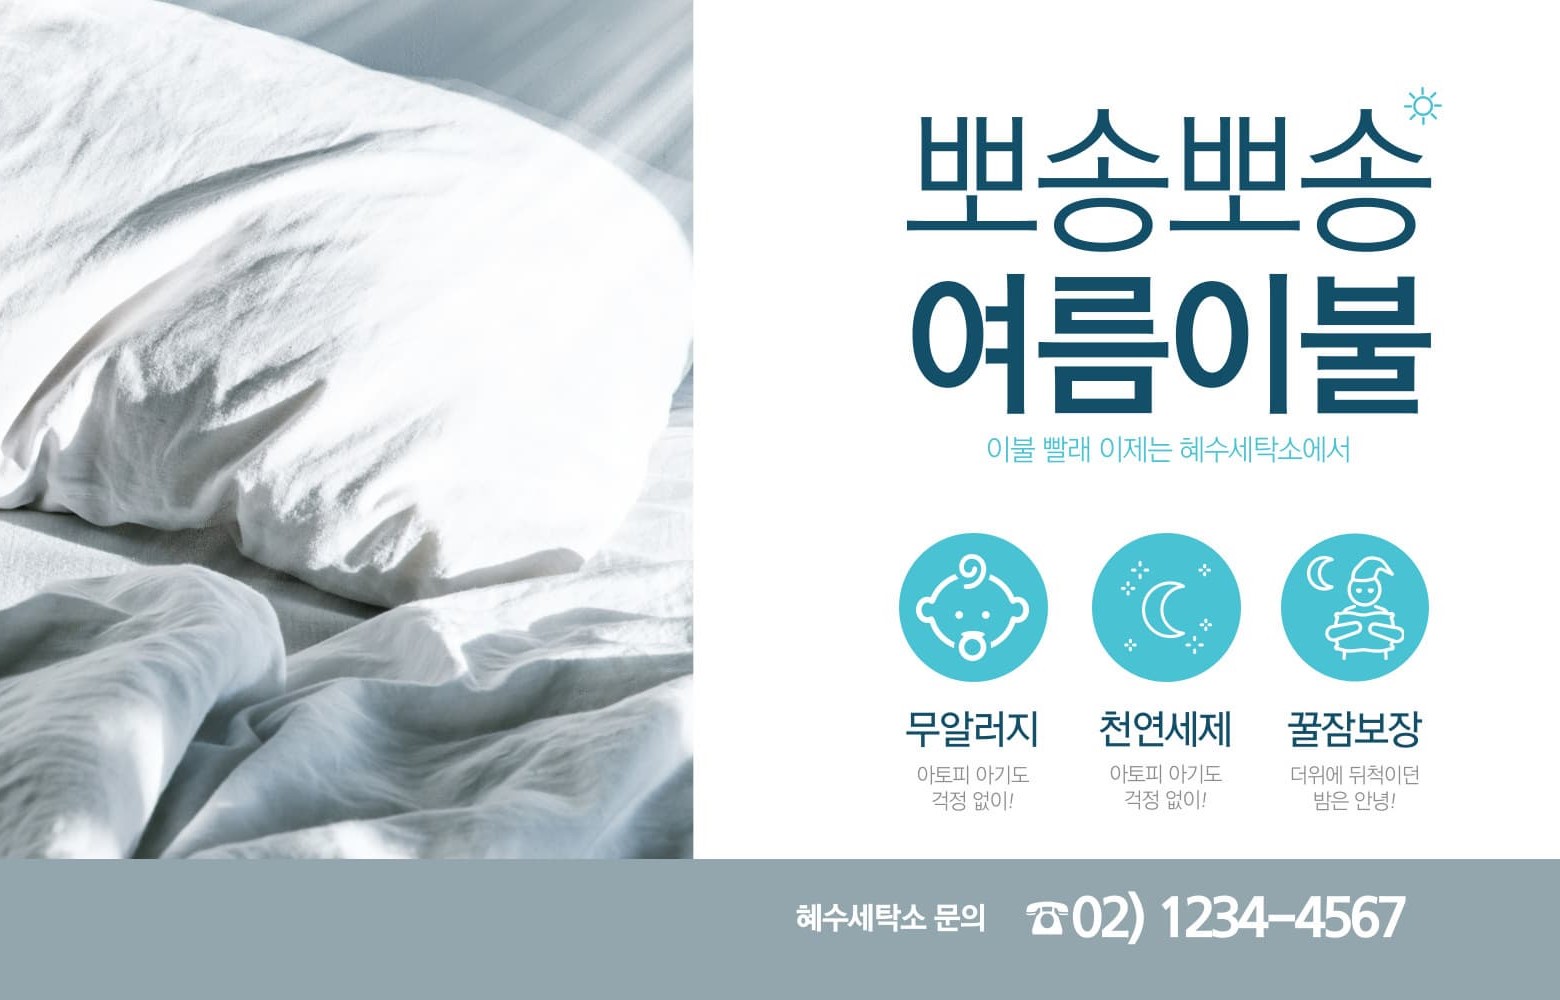 뽀송뽀송
여름이불
이불 빨래 이제는 혜수세탁소에서
무알러지
아토피 아기도
걱정 없이!
천연세제
아토피 아기도
걱정 없이!
꿀잠보장
더위에 뒤척이던
밤은 안녕!
혜수세탁소 문의 ☎02) 1234-4567